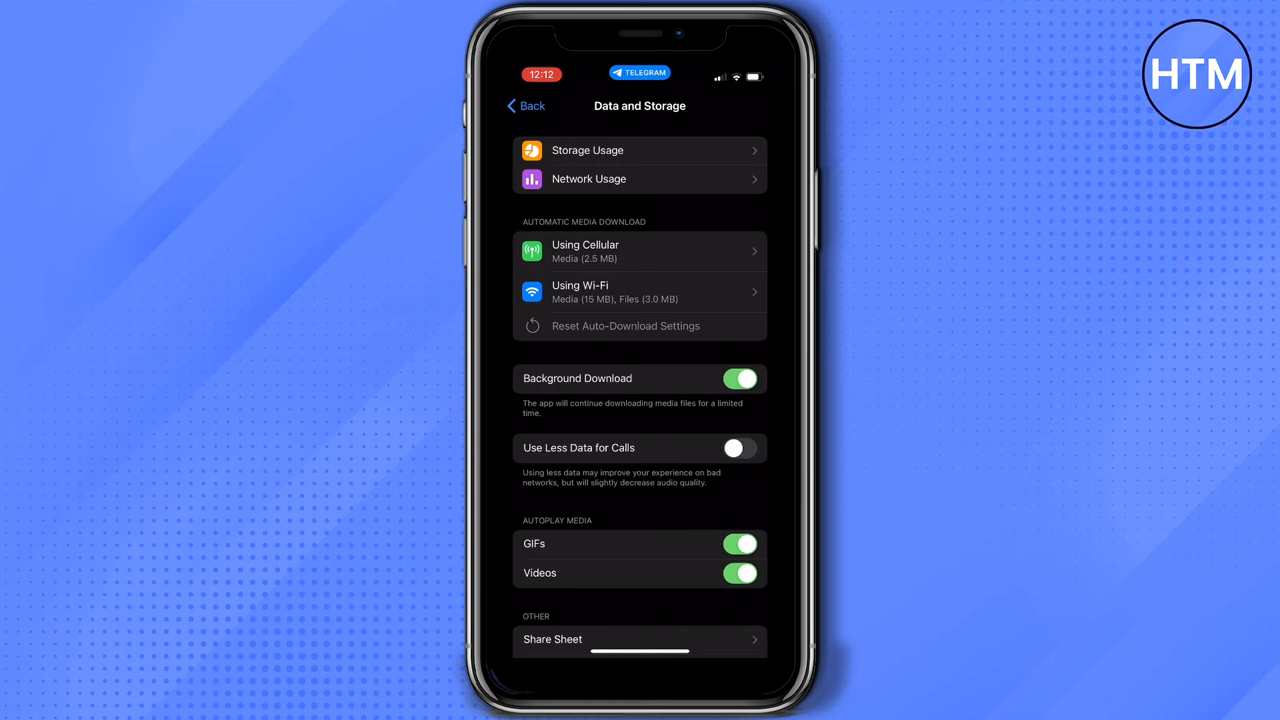 HTM
12:12
TELEGRAM
Back
Data and Storage
Storage Usage
Network Usage
AUTOMATIC MEDIA DOWNLOAD
Using Cellular
Media (2.5 MB)
Using Wi-Fi
Media (15 MB), Files (3.0 MB)
Reset Auto-Download Settings
Background Download
The app will continue downloading media files for a limited
time.
Use Less Data for Calls
Using less data may improve your experience on bad
networks, but will slightly decrease audio quality.
AUTOPLAY MEDIA
GIFs
Videos
OTHER
Share Sheet